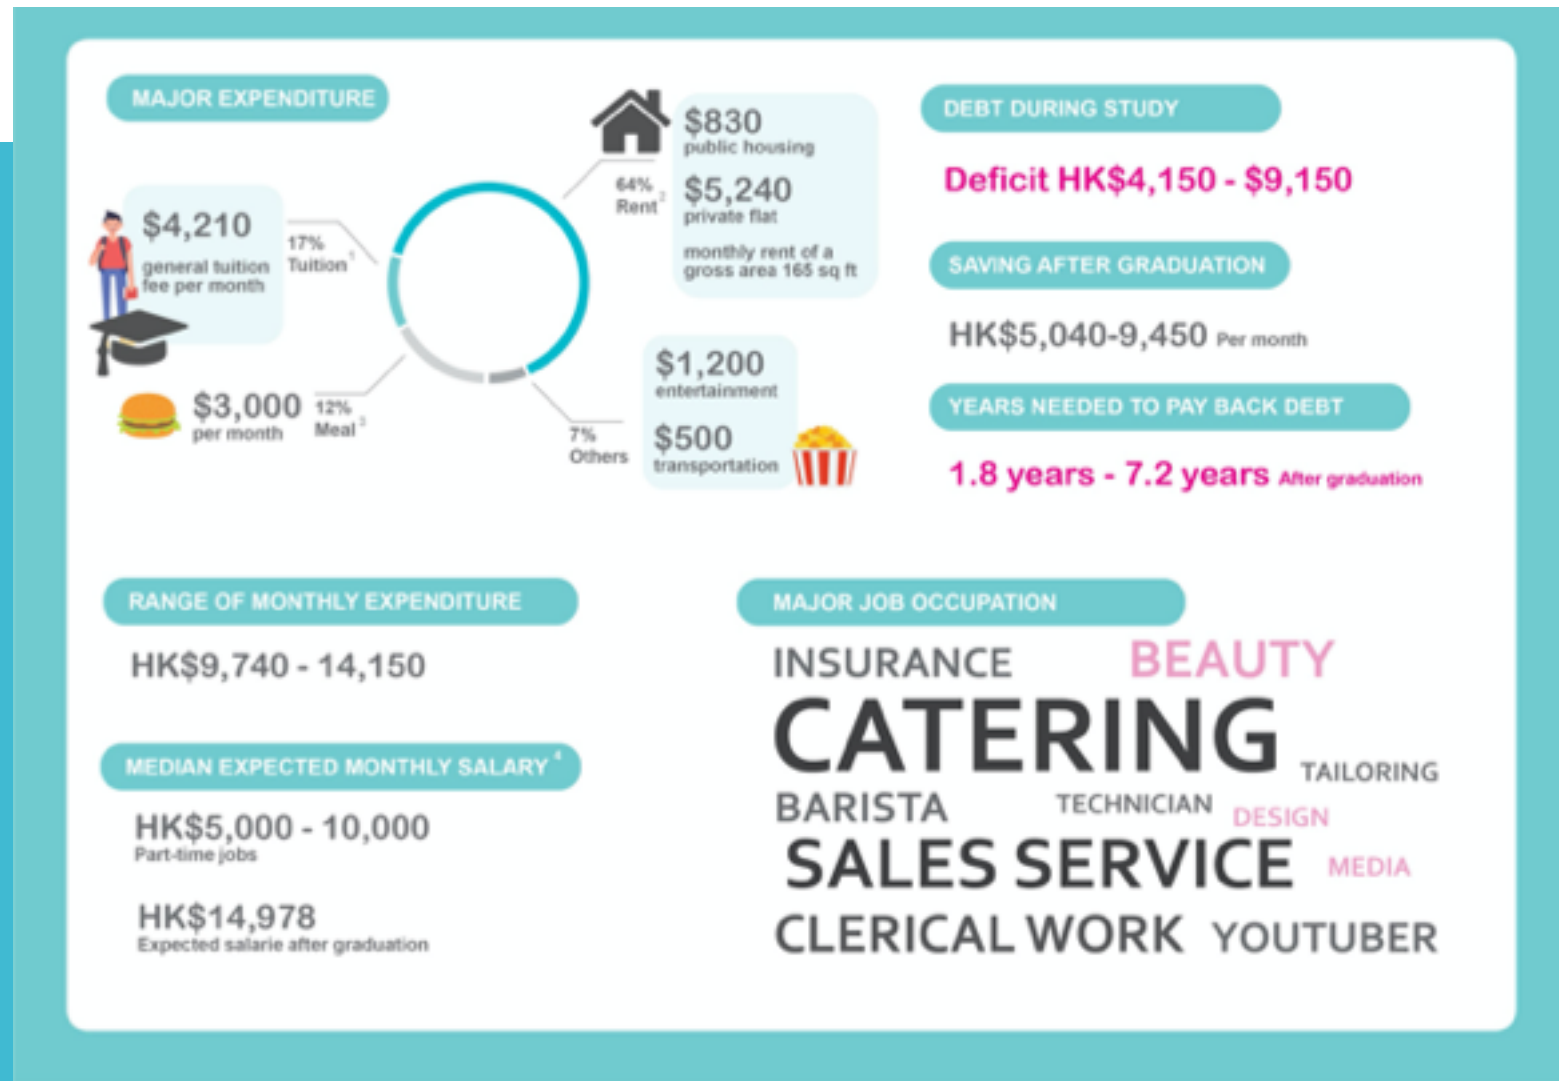 MAJOR EXPENDITURE
$4,210
general tuition
fee per month
17%
Tuition 1
$3,000
per month
12%
Meal 3
64%
Rent 2
$830
public housing
$5,240
private flat
monthly rent of a
gross area 165 sq ft
7%
Others
$1,200
entertainment
$500
transportation
DEBT DURING STUDY
Deficit HK$4,150 - $9,150
SAVING AFTER GRADUATION
HK$5,040-9,450 Per month
YEARS NEEDED TO PAY BACK DEBT
1.8 years - 7.2 years After graduation
RANGE OF MONTHLY EXPENDITURE
HK$9,740 - 14,150
MEDIAN EXPECTED MONTHLY SALARY 4
HK$5,000 - 10,000
Part-time jobs
HK$14,978
Expected salarie after graduation
MAJOR JOB OCCUPATION
INSURANCE BEAUTY
CATERING
TAILORING
BARISTA TECHNICIAN DESIGN
SALES SERVICE MEDIA
CLERICAL WORK YOUTUBER